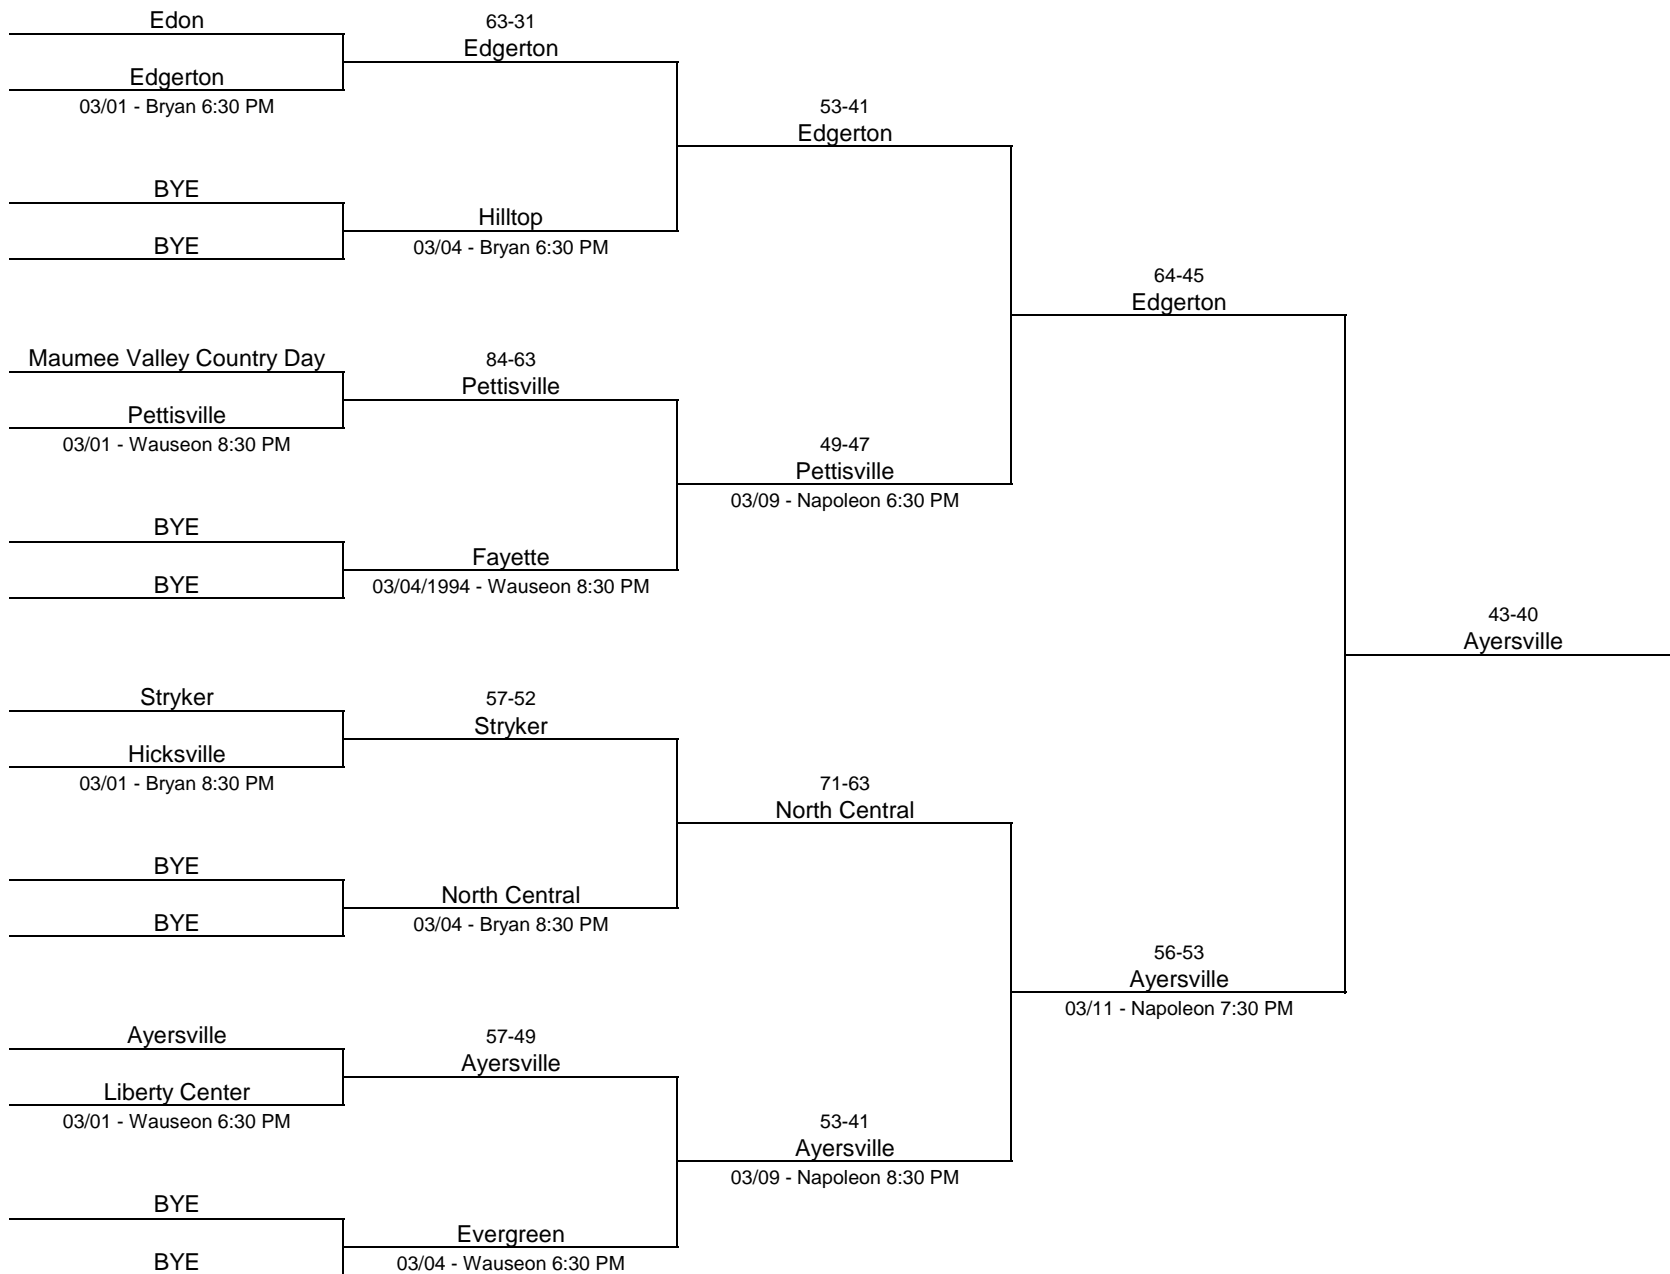 Edon
Edgerton
03/01 - Bryan 6:30 PM
BYE
BYE
Maumee Valley Country Day
Pettisville
03/01 - Wauseon 8:30 PM
BYE
BYE
Stryker
Hicksville
03/01 - Bryan 8:30 PM
BYE
BYE
Ayersville
Liberty Center
03/01 - Wauseon 6:30 PM
BYE
BYE
63-31
Edgerton
Hilltop
03/04 - Bryan 6:30 PM
84-63
Pettisville
Fayette
03/04/1994 - Wauseon 8:30 PM
57-52
Stryker
North Central
03/04 - Bryan 8:30 PM
57-49
Ayersville
Evergreen
03/04 - Wauseon 6:30 PM
53-41
Edgerton
49-47
Pettisville
03/09 - Napoleon 6:30 PM
71-63
North Central
53-41
Ayersville
03/09 - Napoleon 8:30 PM
64-45
Edgerton
56-53
Ayersville
03/11 - Napoleon 7:30 PM
43-40
Ayersville